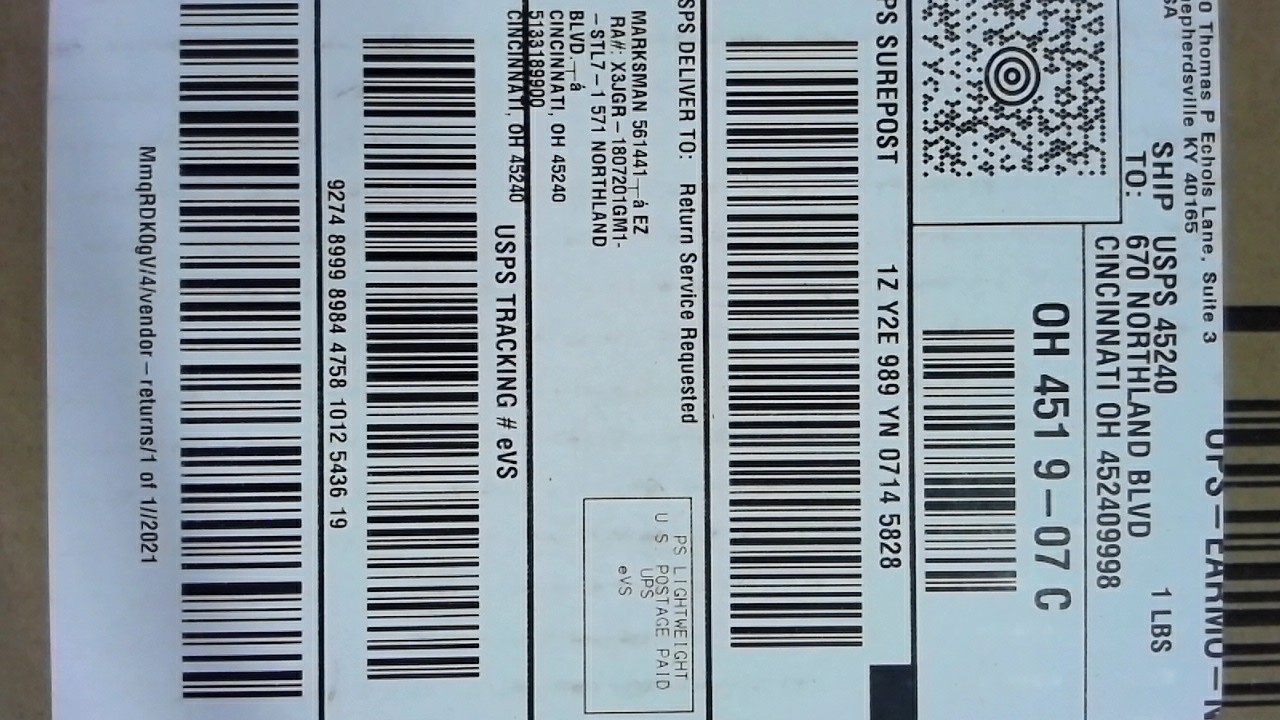 0 Thomas P Echols Lane, Suite 3
epherdsville KY 40165
SA
SHIP
TO:
USPS 45240
670 NORTHLAND BLVD
CINCINNATI OH 452409998
1 LBS
OH 451 9-07 C
PS SUREPOST
1Z Y2E 989 YN 0714 5828
SPS DELIVER TO:
Return Service Requested
MARKSMAN 561441┬á EZ
RA#: X3JGR-1807201GM1-
-STL7-1 571 NORTHLAND
BLVD.┬á
CINCINNATI, OH 45240
5133189900
CINCINNATI, OH 45240
PS LIGHTWEIGHT
U S. POSTAGE PAID
UPS
eVS
USPS TRACKING # eVS
9274 8999 8984 4758 1012 5436 19
MmqRDK0gV/4/vendor-returns/1 of 1//2021